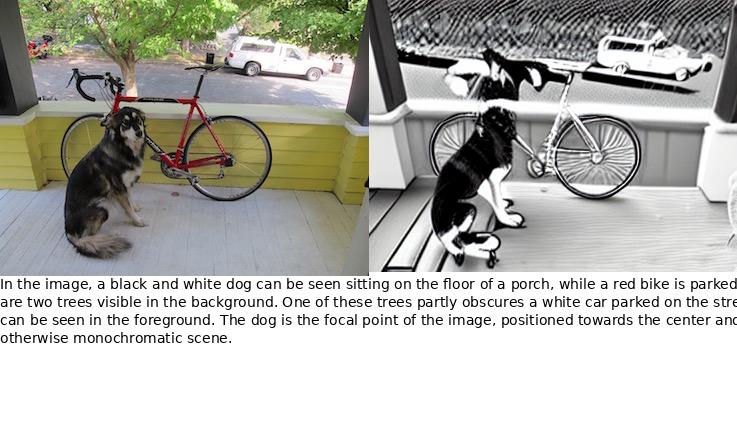 In the image, a black and white dog can be seen sitting on the floor of a porch, while a red bike is parked
are two trees visible in the background. One of these trees partly obscures a white car parked on the stre
can be seen in the foreground. The dog is the focal point of the image, positioned towards the center and
otherwise monochromatic scene.